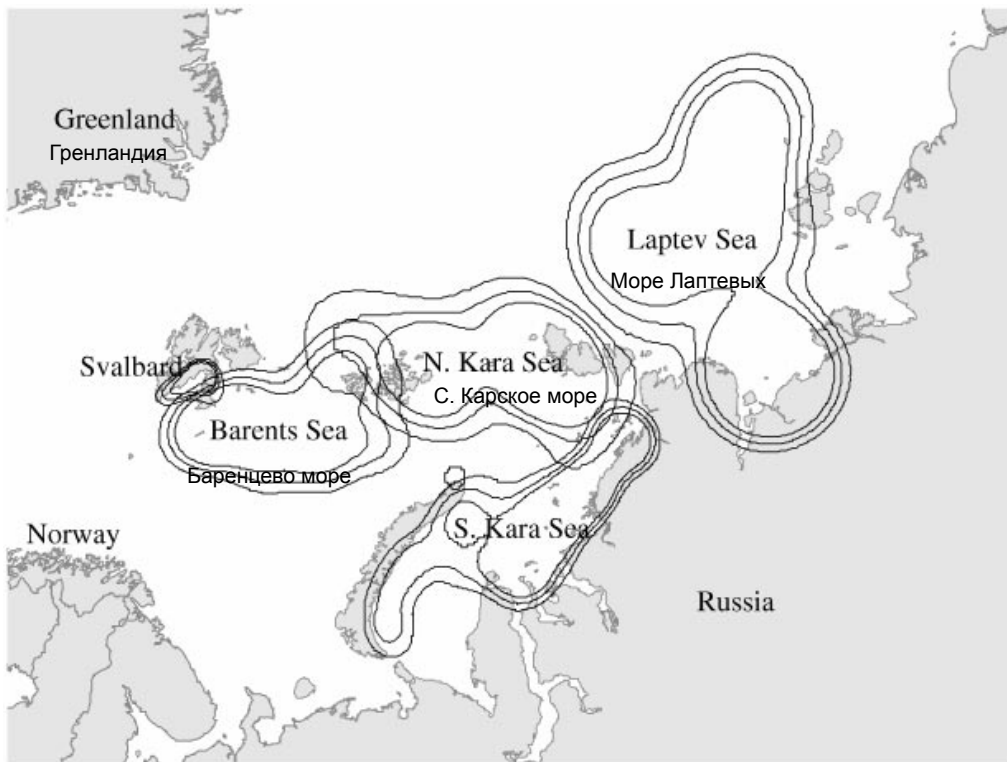 Greenland
Гренландия
Laptev Sea
Море Лаптевых
Svalbard
N. Kara Sea
С. Карское море
Barents Sea
Баренцево море
S. Kara Sea
Norway
Russia